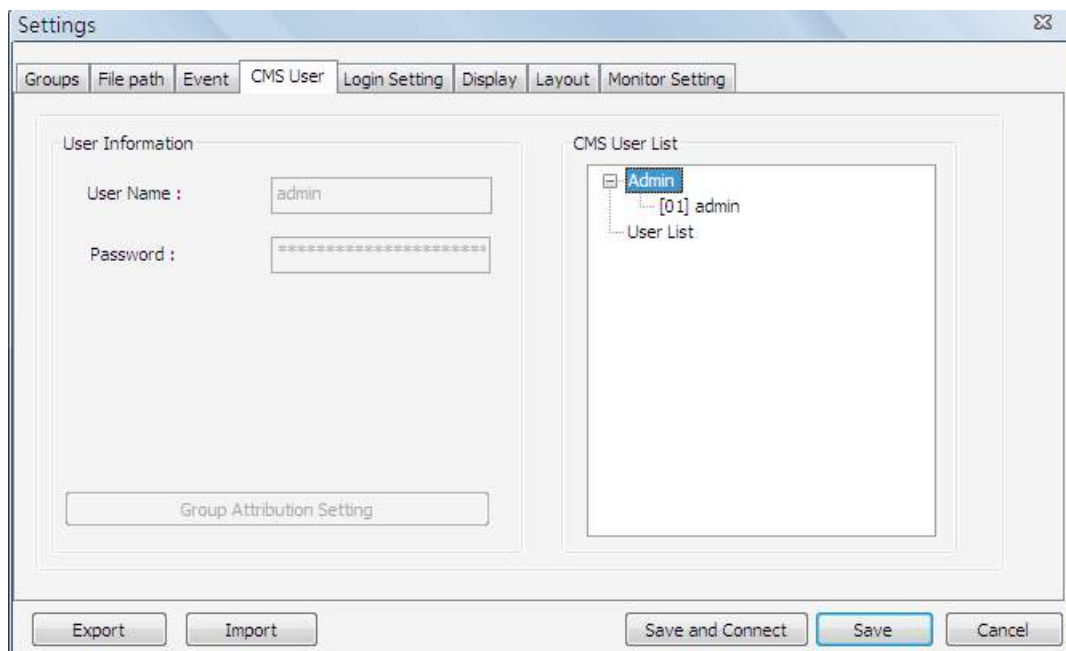 Settings
Groups File path Event CMS User Login Setting Display Layout Monitor Setting
User Information
User Name :
admin
Password :
**********************
Group Attribution Setting
CMS User List
Admin
[01] admin
User List
Export Import Save and Connect Save Cancel